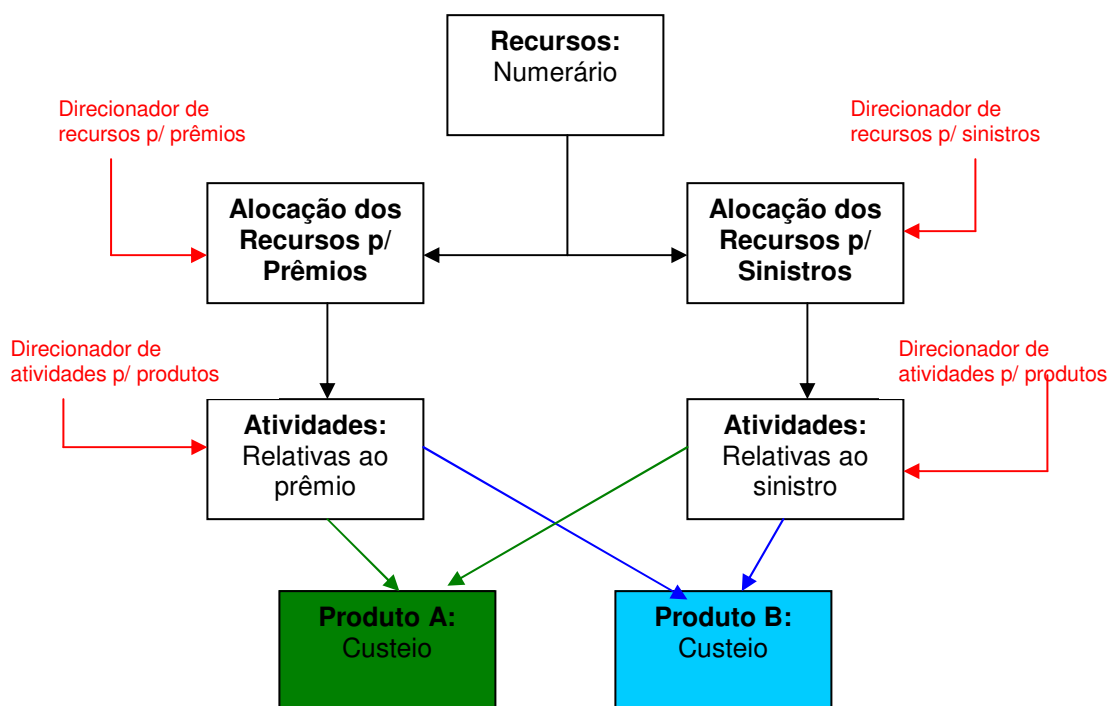 Recursos:
Numerário
Direcionador de
recursos p/ prêmios
Direcionador de
recursos p/ sinistros
Alocação dos
Recursos p/
Prêmios
Alocação dos
Recursos p/
Sinistros
Direcionador de
atividades p/ produtos
Direcionador de
atividades p/ produtos
Atividades:
Relativas ao
prêmio
Atividades:
Relativas ao
sinistro
Produto A:
Custeio
Produto B:
Custeio